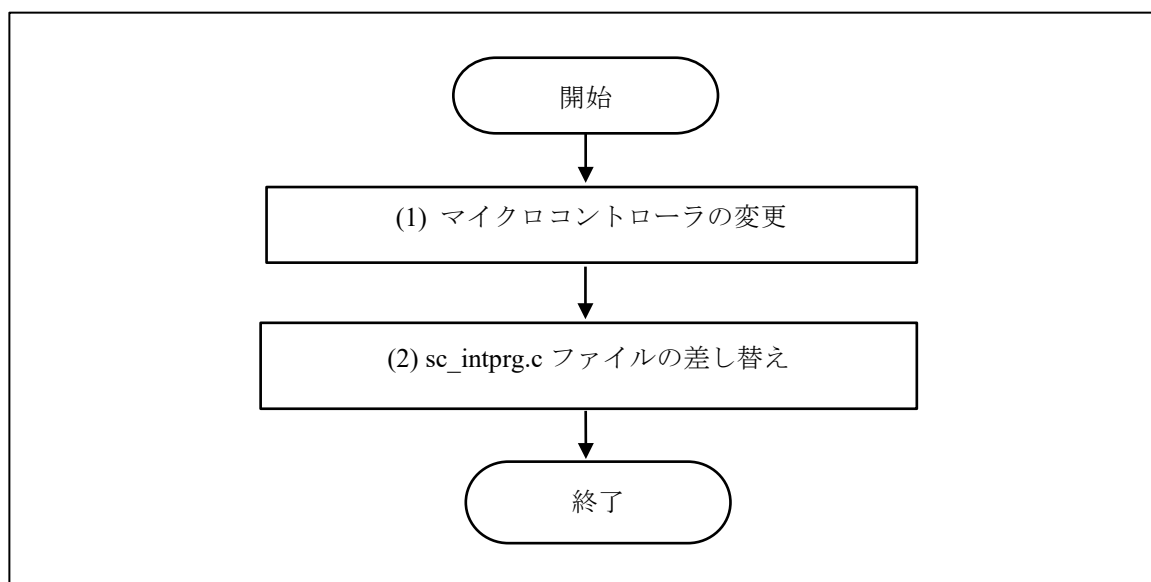 開始
(1) マイクロコントローラの変更
(2) sc_intprg.c ファイルの差し替え
終了